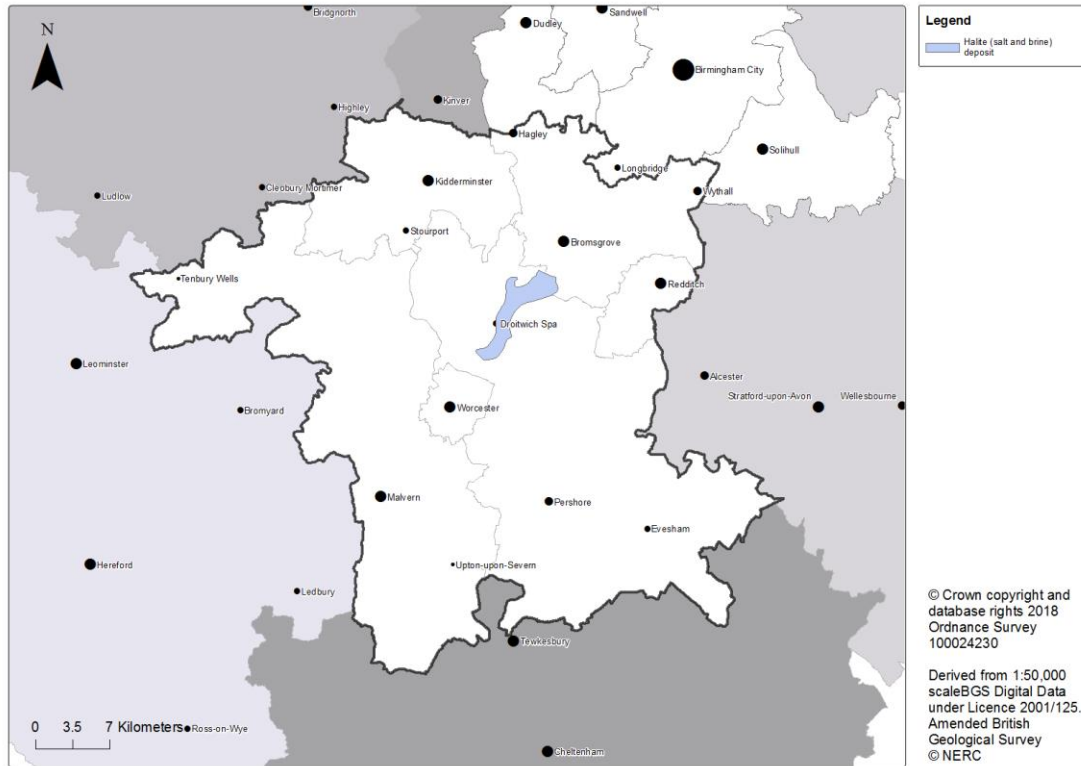 Bridgnorth
Sandwell
Dudley
N
Birmingham City
Kinver
Highley
Hagley
Solihull
Longbridge
Kidderminster
Cleobury Mortimer
Wythall
Ludlow
Stourport
Bromsgrove
Tenbury Wells
Redditch
Droitwich Spa
Leominster
Alcester
Stratford-upon-Avon
Wellesbourne
Bromyard
Worcester
Malvern
Pershore
Evesham
Hereford
Upton-upon-Severn
Ledbury
Tewkesbury
0 3.5 7 Kilometers
Ross-on-Wye
Cheltenham
Legend
Halite (salt and brine)
deposit
© Crown copyright and
database rights 2018
Ordnance Survey
100024230
Derived from 1:50,000
scaleBGS Digital Data
under Licence 2001/125.
Amended British
Geological Survey
© NERC